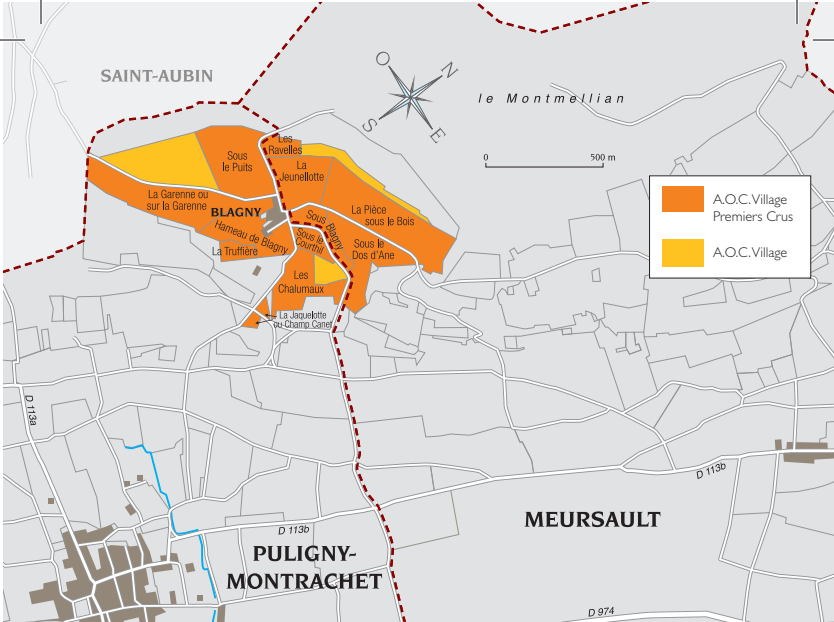 SAINT-AUBIN
O
N
S
E
le Montmellian
0
500 m
A.O.C. Village
Premiers Crus
A.O.C. Village
Les
Ravelles
Sous
le Puits
La
Jeunellotte
La Garenne ou
sur la Garenne
BLAGNY
La Pièce
sous le Bois
Sous Blagny
Hameau de Blagny
Sous le
Courthil
Sous le
Dos d'Ane
La Truffière
Les
Chalumaux
La Jaquelotte
ou Champ Canet
D 113a
D 113b
D 113b
MEURSAULT
PULIGNY-
MONTRACHET
D 974